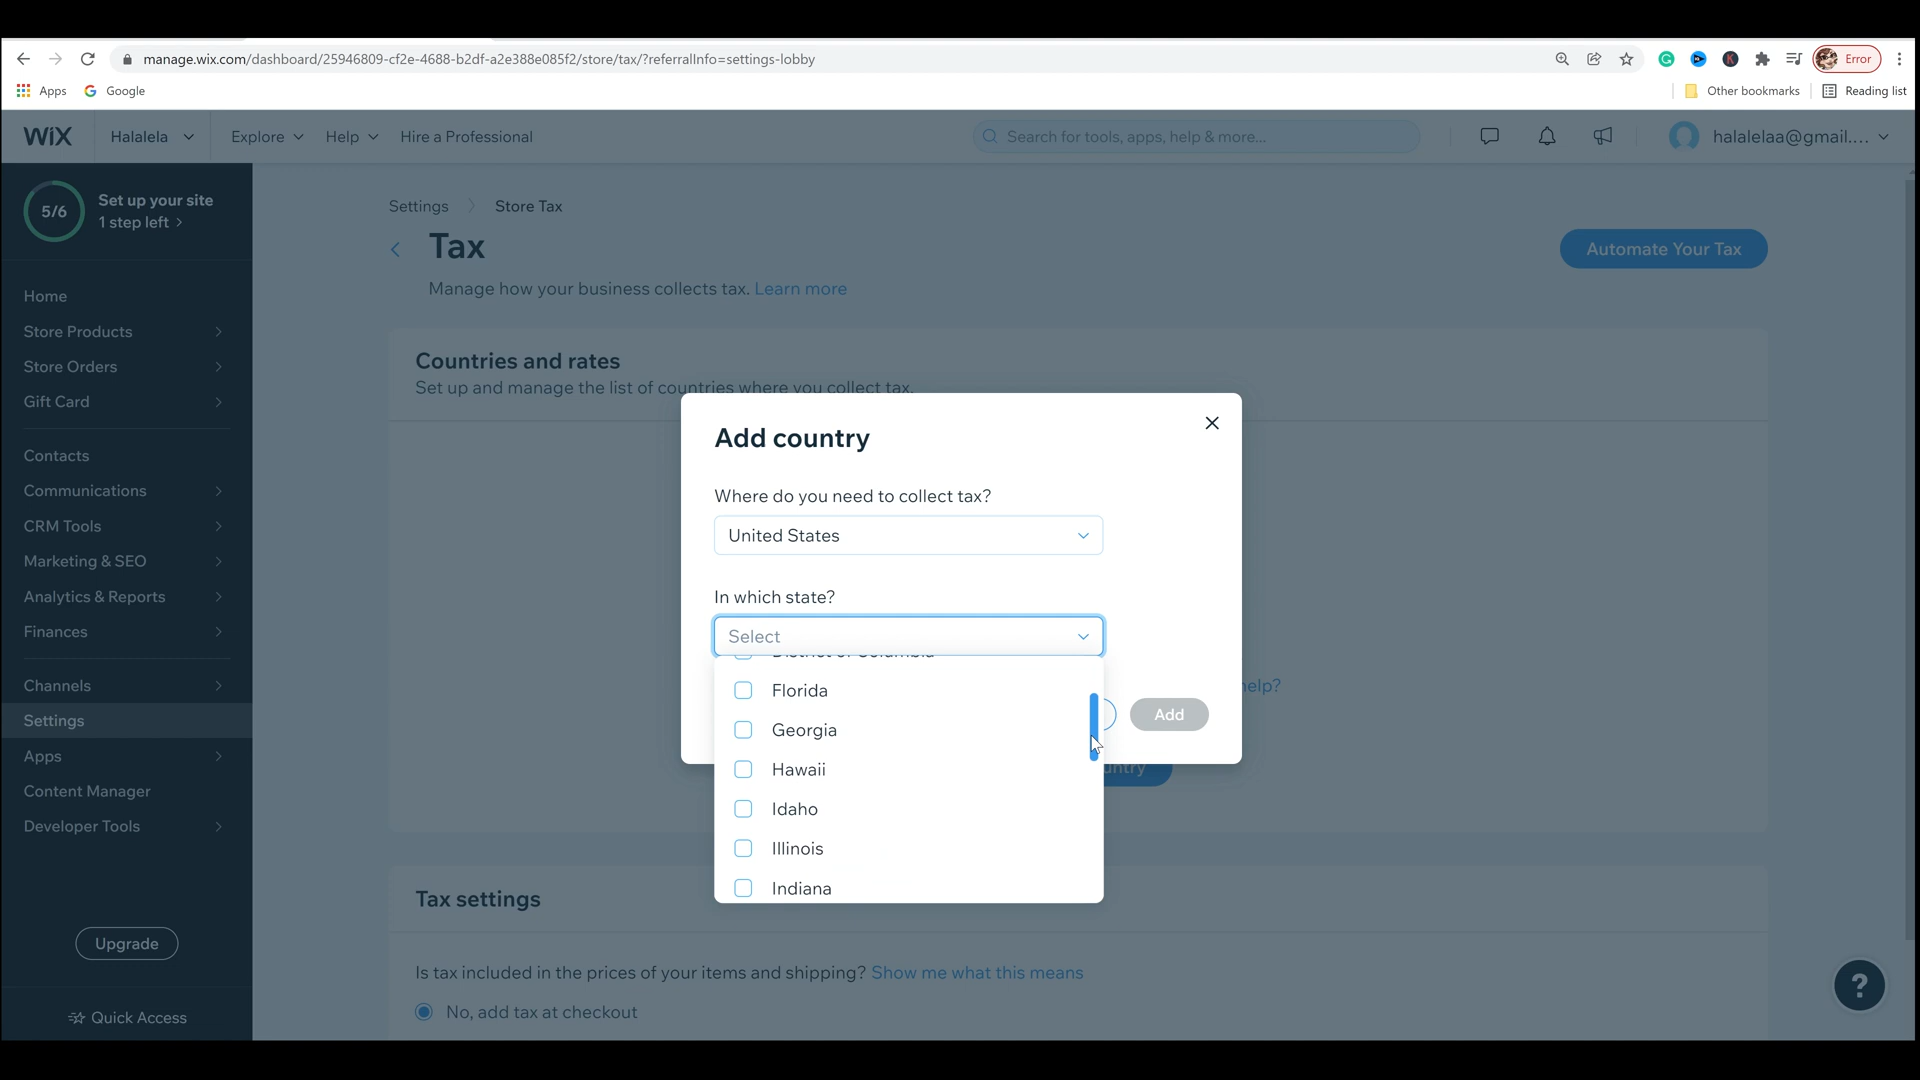 manage.wix.com/dashboard/25946809-cf2e-4688-b2df-a2e388e085f2/store/tax/?referralInfo=settings-lobby
Error
Apps
Google
Other bookmarks
Reading list
WiX
Halalela
Explore
Help
Hire a Professional
Search for tools, apps, help & more...
halalelaa@gmail....
5/6
Set up your site
1 step left >
Home
Store Products
Store Orders
Gift Card
Contacts
Communications
CRM Tools
Marketing & SEO
Analytics & Reports
Finances
Channels
Settings
Apps
Content Manager
Developer Tools
Upgrade
Quick Access
Settings > Store Tax
Tax
Manage how your business collects tax. Learn more
Automate Your Tax
Countries and rates
Set up and manage the list of countries where you collect tax.
Add country
Where do you need to collect tax?
United States
In which state?
Select
District of Columbia
Florida
Georgia
Hawaii
Idaho
Illinois
Indiana
Add
help?
Tax settings
Is tax included in the prices of your items and shipping? Show me what this means
No, add tax at checkout
?